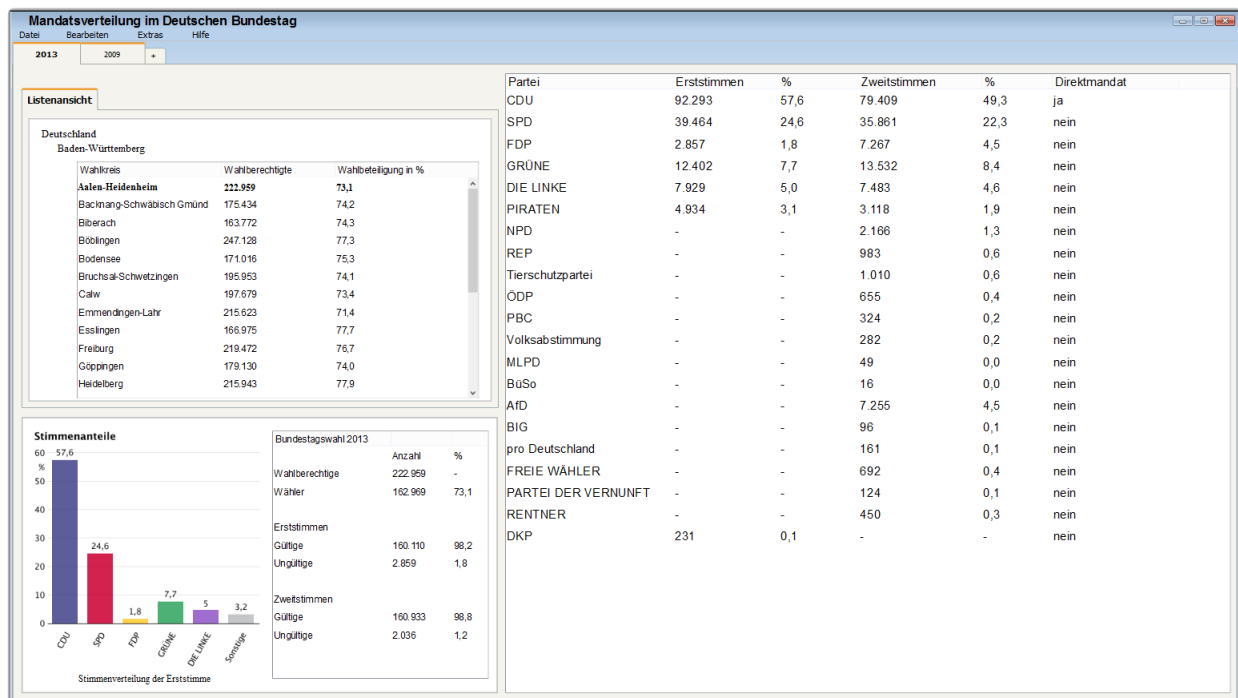 Mandatsverteilung im Deutschen Bundestag
Datei Bearbeiten Extras Hilfe
2013 2009 +
Listenansicht
Deutschland
Baden-Württemberg
Wahlkreis Wahlberechtigte Wahlbeteiligung in %
Aalen-Heidenheim 222.959 73,1
Backnang-Schwäbisch Gmünd 175.434 74,2
Biberach 163.772 74,3
Böblingen 247.128 77,3
Bodensee 171.016 75,3
Bruchsal-Schwetzingen 195.953 74,1
Calw 197.679 73,4
Emmendingen-Lahr 215.623 71,4
Esslingen 166.975 77,7
Freiburg 219.472 76,7
Göppingen 179.130 74,0
Heidelberg 215.943 77,9
Stimmenanteile
60 57,6
%
50
40
30
24,6
20
10
7,7
5
3,2
1,8
0
CDU SPD FDP GRÜNE DIE LINKE Sonstige
Stimmenverteilung der Erststimme
Bundestagswahl 2013
Anzahl %
Wahlberechtige 222.959 -
Wähler 162.969 73,1
Erststimmen
Gültige 160.110 98,2
Ungültige 2.859 1,8
Zweitstimmen
Gültige 160.933 98,8
Ungültige 2.036 1,2
Partei Erststimmen % Zweitstimmen % Direktmandat
CDU 92.293 57,6 79.409 49,3 ja
SPD 39.464 24,6 35.861 22,3 nein
FDP 2.857 1,8 7.267 4,5 nein
GRÜNE 12.402 7,7 13.532 8,4 nein
DIE LINKE 7.929 5,0 7.483 4,6 nein
PIRATEN 4.934 3,1 3.118 1,9 nein
NPD - - 2.166 1,3 nein
REP - - 983 0,6 nein
Tierschutzpartei - - 1.010 0,6 nein
ÖDP - - 655 0,4 nein
PBC - - 324 0,2 nein
Volksabstimmung - - 282 0,2 nein
MLPD - - 49 0,0 nein
BüSo - - 16 0,0 nein
AfD - - 7.255 4,5 nein
BIG - - 96 0,1 nein
pro Deutschland - - 161 0,1 nein
FREIE WÄHLER - - 692 0,4 nein
PARTEI DER VERNUNFT - - 124 0,1 nein
RENTNER - - 450 0,3 nein
DKP 231 0,1 - - nein